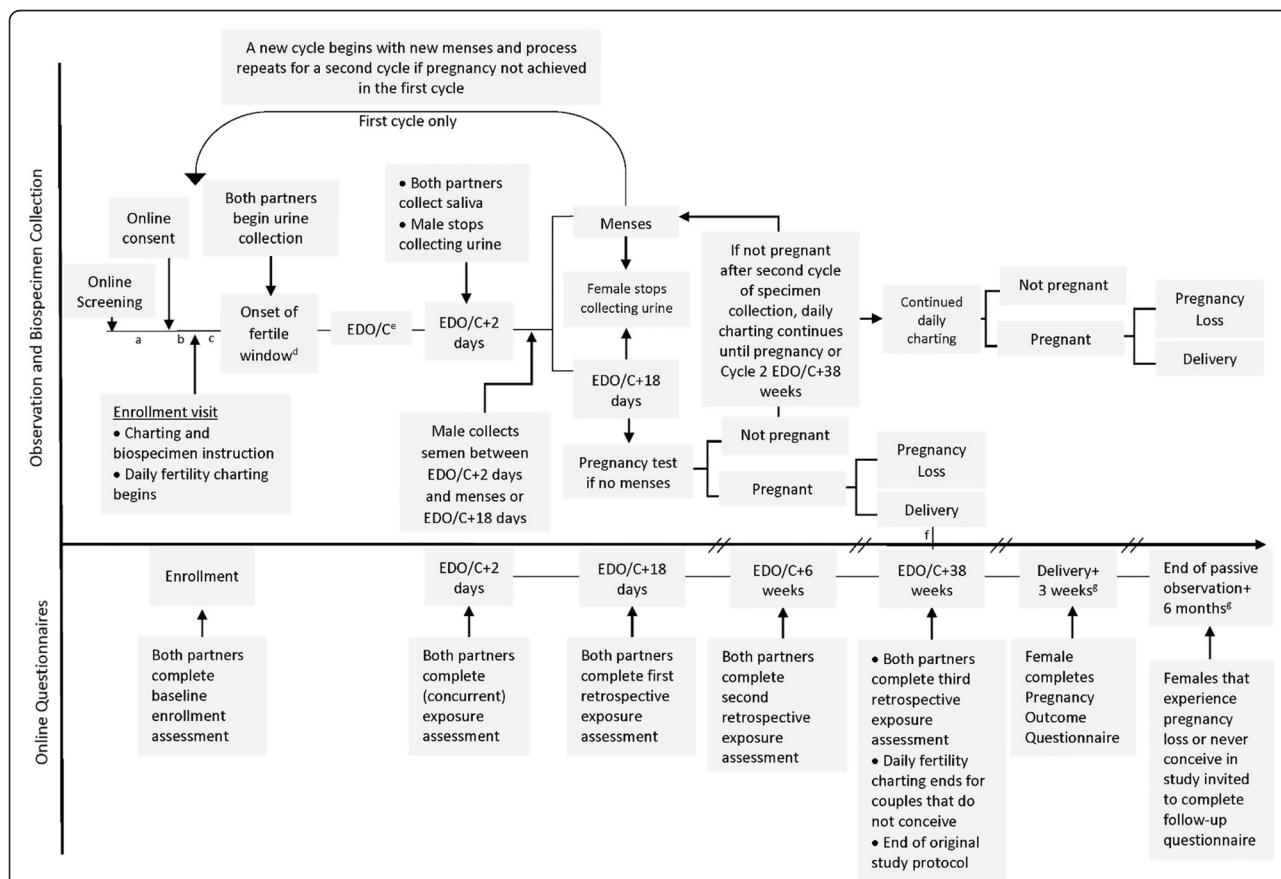 A new cycle begins with new menses and process
repeats for a second cycle if pregnancy not achieved
in the first cycle
First cycle only
Observation and Biospecimen Collection
Online
Screening
Online
consent
Both partners
begin urine
collection
● Both partners
collect saliva
● Male stops
collecting urine
a
b
c
Onset of
fertile
windowᵈ
EDO/Cᵉ
EDO/C+2
days
Enrollment visit
● Charting and
biospecimen instruction
● Daily fertility charting
begins
Male collects
semen between
EDO/C+2 days
and menses or
EDO/C+18 days
Menses
Female stops
collecting urine
EDO/C+18
days
Pregnancy test
if no menses
Not pregnant
Pregnant
Pregnancy
Loss
Delivery
If not pregnant
after second cycle
of specimen
collection, daily
charting continues
until pregnancy or
Cycle 2 EDO/C+38
weeks
Continued
daily
charting
Not pregnant
Pregnant
Pregnancy
Loss
Delivery
f
Online Questionnaires
Enrollment
Both partners
complete
baseline
enrollment
assessment
EDO/C+2
days
Both partners
complete
(concurrent)
exposure
assessment
EDO/C+18
days
Both partners
complete first
retrospective
exposure
assessment
EDO/C+6
weeks
Both partners
complete
second
retrospective
exposure
assessment
EDO/C+38
weeks
● Both partners
complete third
retrospective
exposure
assessment
● Daily fertility
charting ends for
couples that do
not conceive
● End of original
study protocol
Delivery+
3 weeksᵍ
Female
completes
Pregnancy
Outcome
Questionnaire
End of passive
observation+
6 monthsᵍ
Females that
experience
pregnancy
loss or never
conceive in
study invited
to complete
follow-up
questionnaire